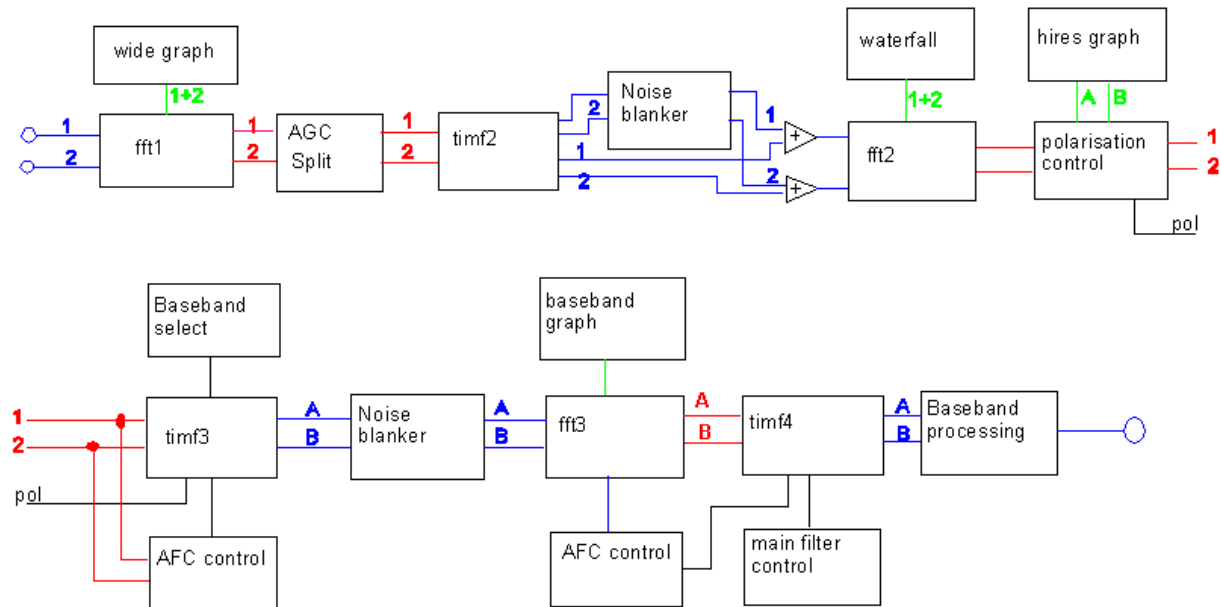 wide graph
waterfall
hires graph
1+2
2
Noise
blanker
1
1+2
A B
1
2
fft1
1
2
AGC
Split
1
2
timf2
1
2
+
+
2
fft2
polarisation
control
1
2
pol
Baseband
select
baseband
graph
1
2
timf3
A
B
Noise
blanker
A
B
fft3
A
B
timf4
A
B
Baseband
processing
pol
AFC control
AFC control
main filter
control